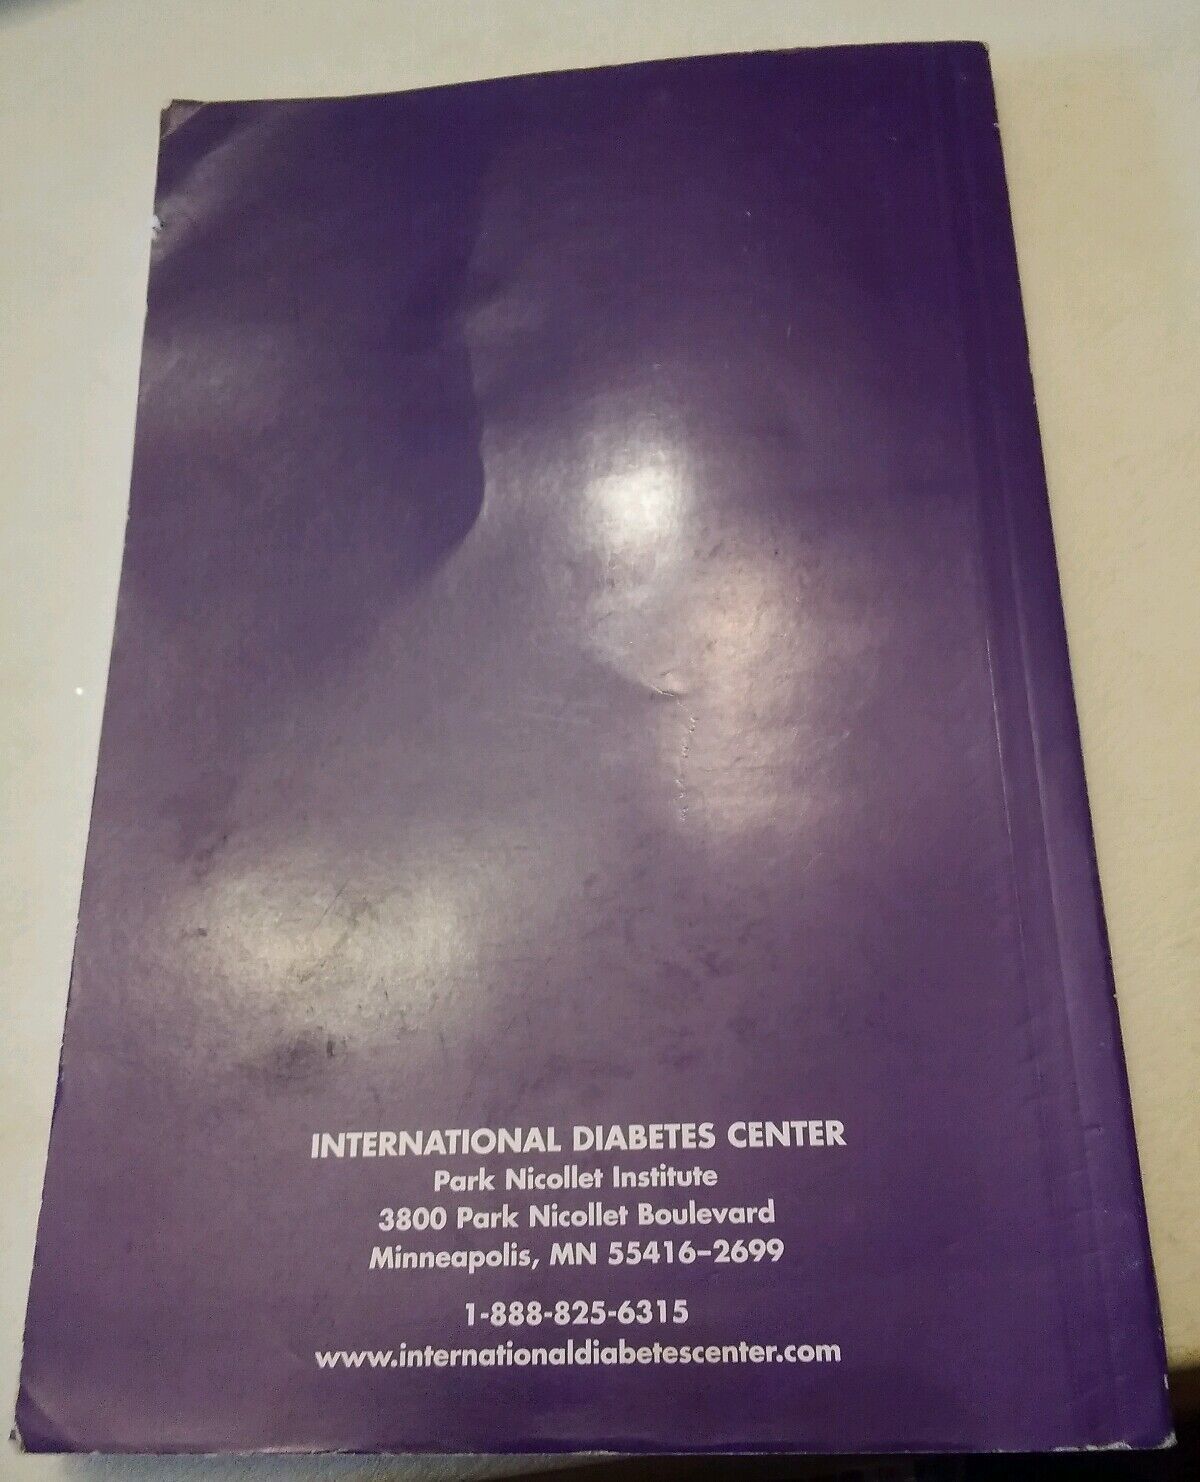 INTERNATIONAL DIABETES CENTER
Park Nicollet Institute
3800 Park Nicollet Boulevard
Minneapolis, MN 55416–2699
1-888-825-6315
www.internationaldiabetescenter.com